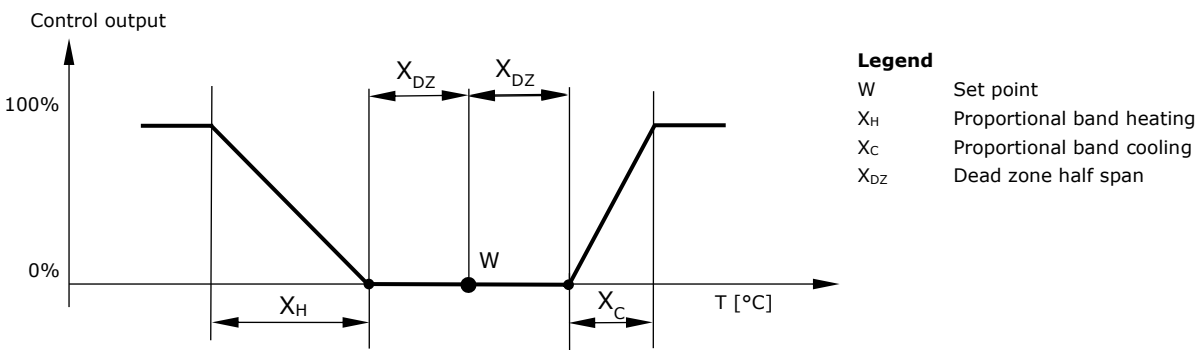 Control output
100%
0%
X_DZ
X_DZ
W
X_H
X_C
T [°C]
Legend
W Set point
X_H Proportional band heating
X_C Proportional band cooling
X_DZ Dead zone half span